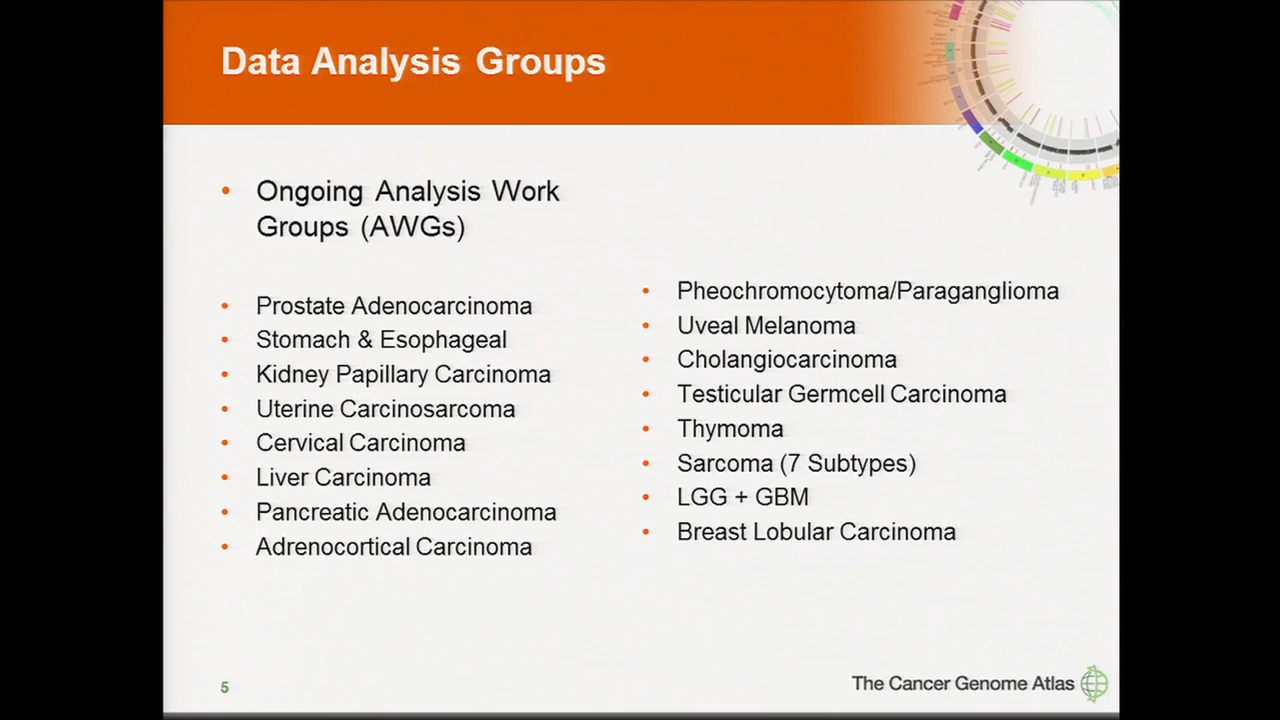 Data Analysis Groups
• Ongoing Analysis Work
Groups (AWGs)
• Prostate Adenocarcinoma
• Stomach & Esophageal
• Kidney Papillary Carcinoma
• Uterine Carcinosarcoma
• Cervical Carcinoma
• Liver Carcinoma
• Pancreatic Adenocarcinoma
• Adrenocortical Carcinoma
• Pheochromocytoma/Paraganglioma
• Uveal Melanoma
• Cholangiocarcinoma
• Testicular Germcell Carcinoma
• Thymoma
• Sarcoma (7 Subtypes)
• LGG + GBM
• Breast Lobular Carcinoma
5
The Cancer Genome Atlas